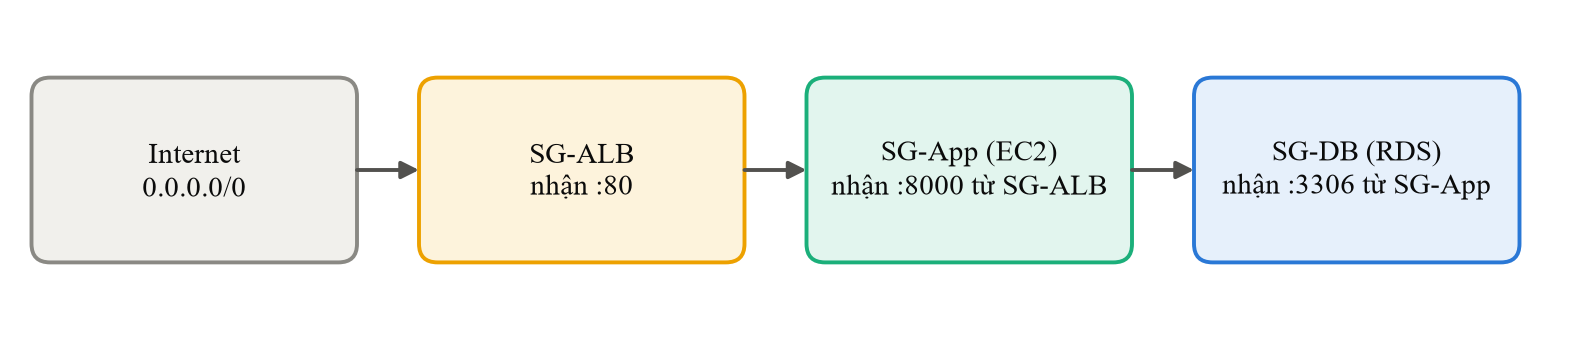 Internet
0.0.0.0/0
SG-ALB
nhận :80
SG-App (EC2)
nhận :8000 từ SG-ALB
SG-DB (RDS)
nhận :3306 từ SG-App